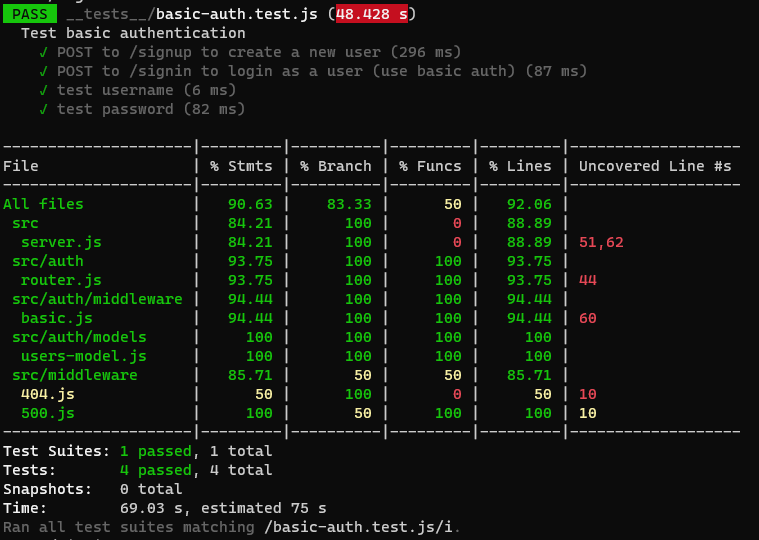 PASS __tests__/basic-auth.test.js (48.428 s)
  Test basic authentication
    √ POST to /signup to create a new user (296 ms)
    √ POST to /signin to login as a user (use basic auth) (87 ms)
    √ test username (6 ms)
    √ test password (82 ms)
---------------------|---------|----------|---------|---------|-------------------
File                 | % Stmts | % Branch | % Funcs | % Lines | Uncovered Line #s
---------------------|---------|----------|---------|---------|-------------------
All files            |   90.63 |    83.33 |      50 |   92.06 |
 src                 |   84.21 |      100 |       0 |   88.89 |
  server.js          |   84.21 |      100 |       0 |   88.89 | 51,62
 src/auth            |   93.75 |      100 |     100 |   93.75 |
  router.js          |   93.75 |      100 |     100 |   93.75 | 44
 src/auth/middleware |   94.44 |      100 |     100 |   94.44 |
  basic.js           |   94.44 |      100 |     100 |   94.44 | 60
 src/auth/models     |     100 |      100 |     100 |     100 |
  users-model.js     |     100 |      100 |     100 |     100 |
 src/middleware      |   85.71 |       50 |      50 |   85.71 |
  404.js             |      50 |      100 |       0 |      50 | 10
  500.js             |     100 |       50 |     100 |     100 | 10
---------------------|---------|----------|---------|---------|-------------------
Test Suites: 1 passed, 1 total
Tests:       4 passed, 4 total
Snapshots:   0 total
Time:        69.03 s, estimated 75 s
Ran all test suites matching /basic-auth.test.js/i.